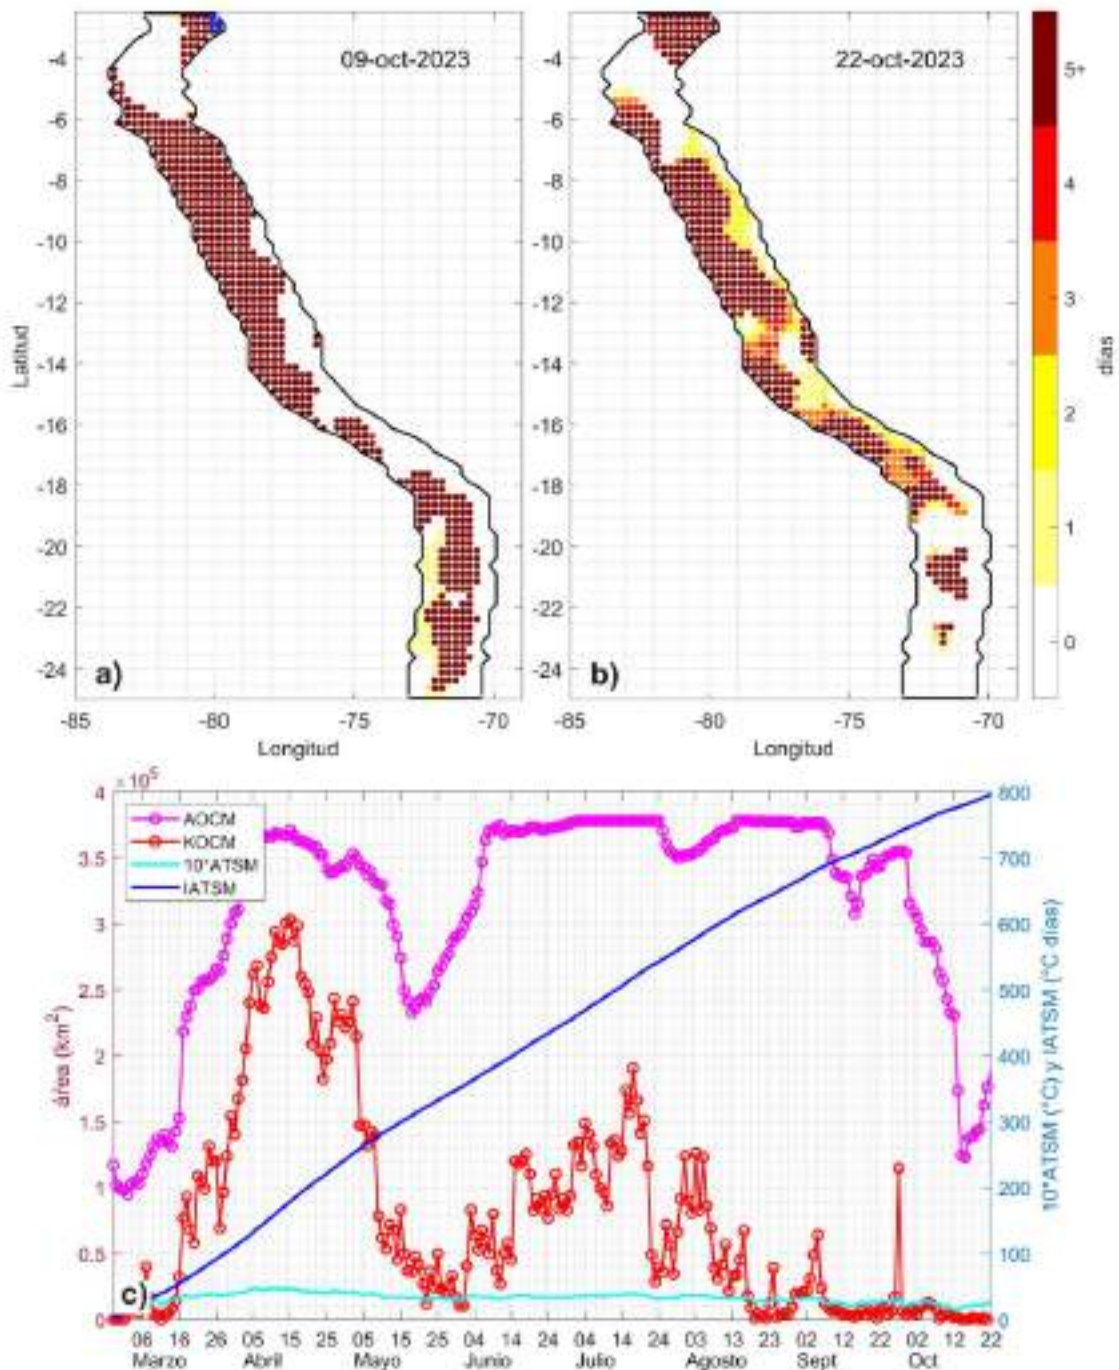 09-oct-2023
22-oct-2023
-4
-6
-8
-10
-12
-14
-16
-18
-20
-22
-24
Latitud
-4
-6
-8
-10
-12
-14
-16
-18
-20
-22
-24
5+
4
3
2
1
0
días
a)
b)
-85 -80 -75 -70
-85 -80 -75 -70
Longitud
Longitud
×10⁵
4
3.5
3
2.5
2
1.5
1
0.5
0
área (km²)
AOCM
KOCM
10*ATSM
IATSM
800
700
600
500
400
300
200
100
0
10*ATSM (°C) y IATSM (°C días)
c)
06 18 26 04 15 25 05 15 25 04 14 24 04 14 24 03 13 23 02 12 22 02 12 22
Marzo Abril Mayo Junio Julio Agosto Sept Oct